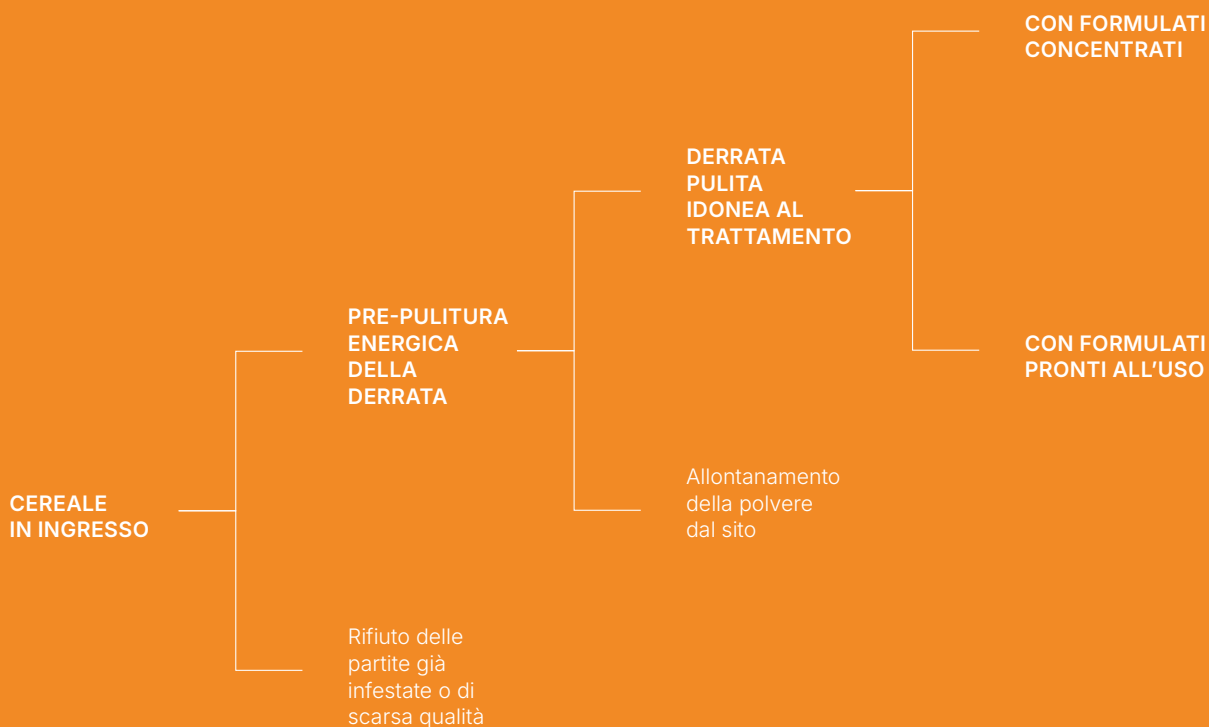 CEREALE
IN INGRESSO
PRE-PULITURA
ENERGICA
DELLA
DERRATA
Rifiuto delle
partite già
infestate o di
scarsa qualità
DERRATA
PULITA
IDONEA AL
TRATTAMENTO
Allontanamento
della polvere
dal sito
CON FORMULATI
CONCENTRATI
CON FORMULATI
PRONTI ALL’USO